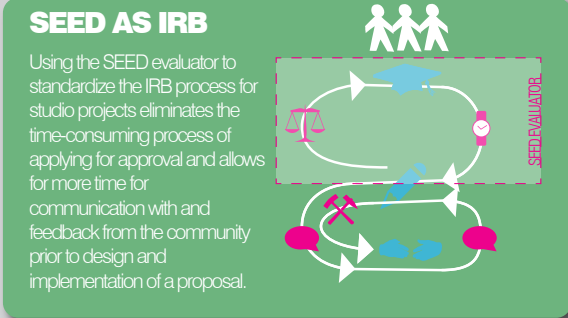 SEED AS IRB
Using the SEED evaluator to
standardize the IRB process for
studio projects eliminates the
time-consuming process of
applying for approval and allows
for more time for
communication with and
feedback from the community
prior to design and
implementation of a proposal.
SEED EVALUATOR